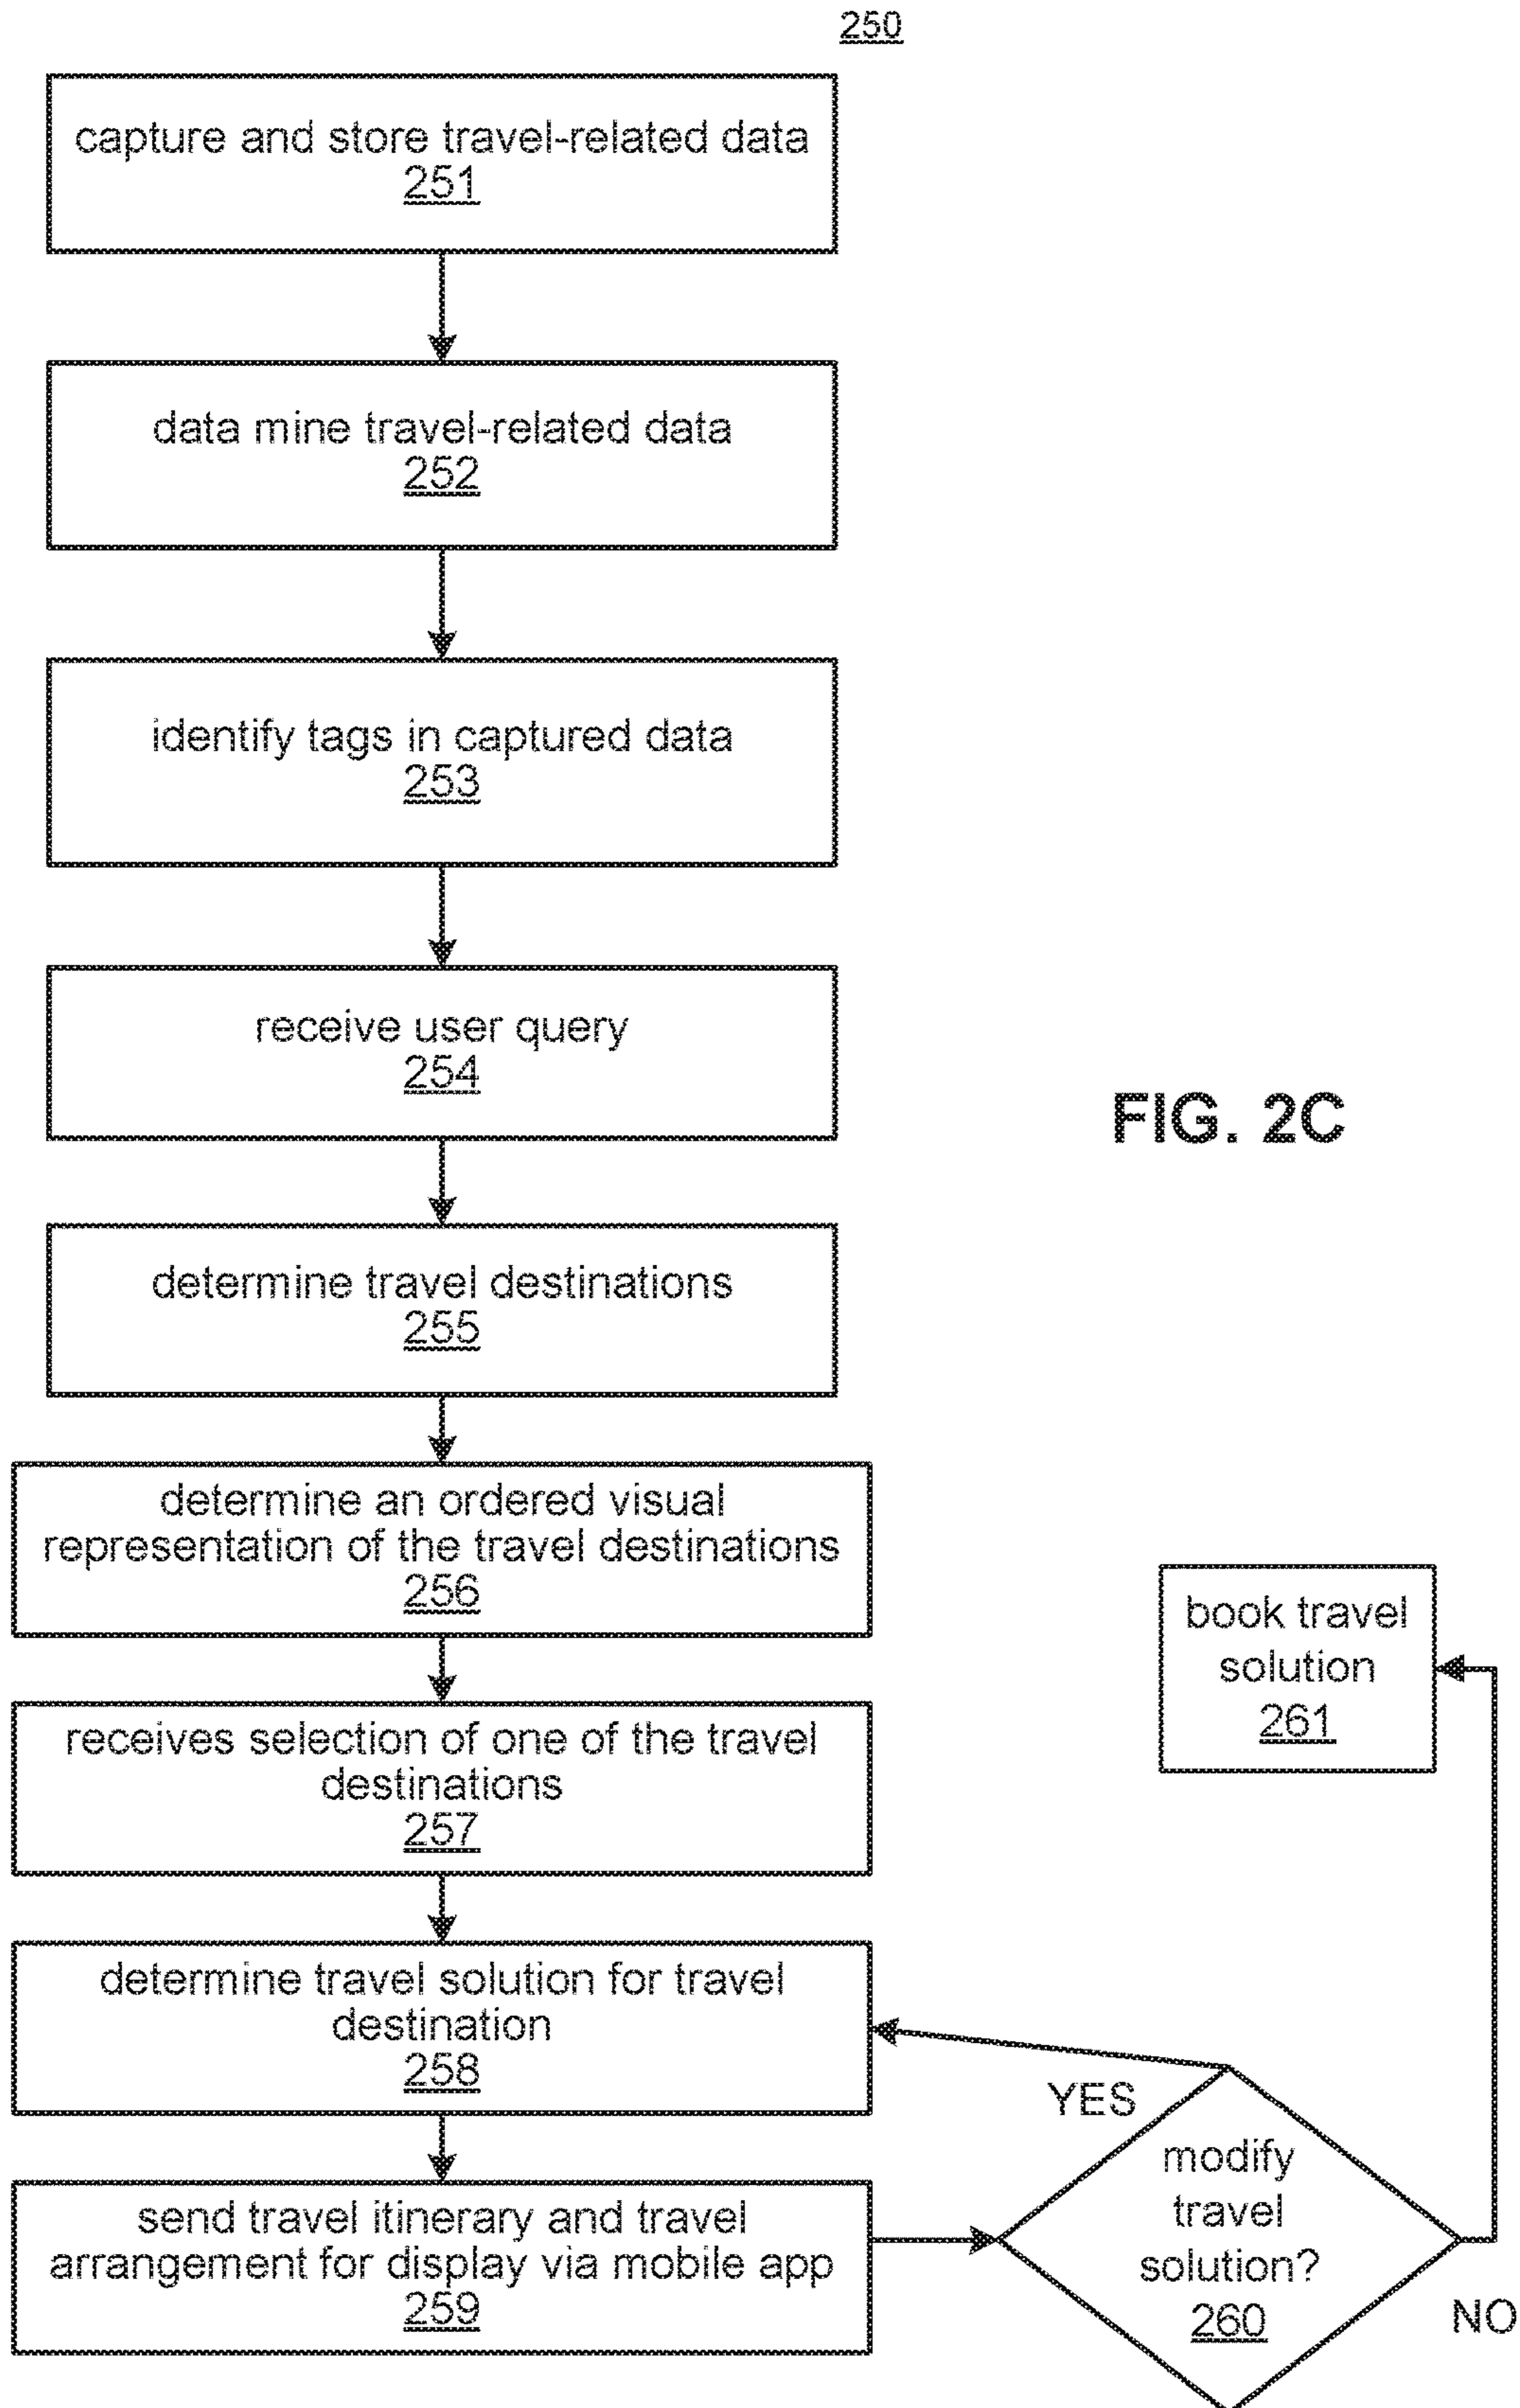 250
capture and store travel-related data
251
data mine travel-related data
252
identify tags in captured data
253
receive user query
254
FIG. 2C
determine travel destinations
255
determine an ordered visual
representation of the travel destinations
256
book travel
solution
261
receives selection of one of the travel
destinations
257
determine travel solution for travel
destination
258
YES
modify
travel
solution?
260
NO
send travel itinerary and travel
arrangement for display via mobile app
259